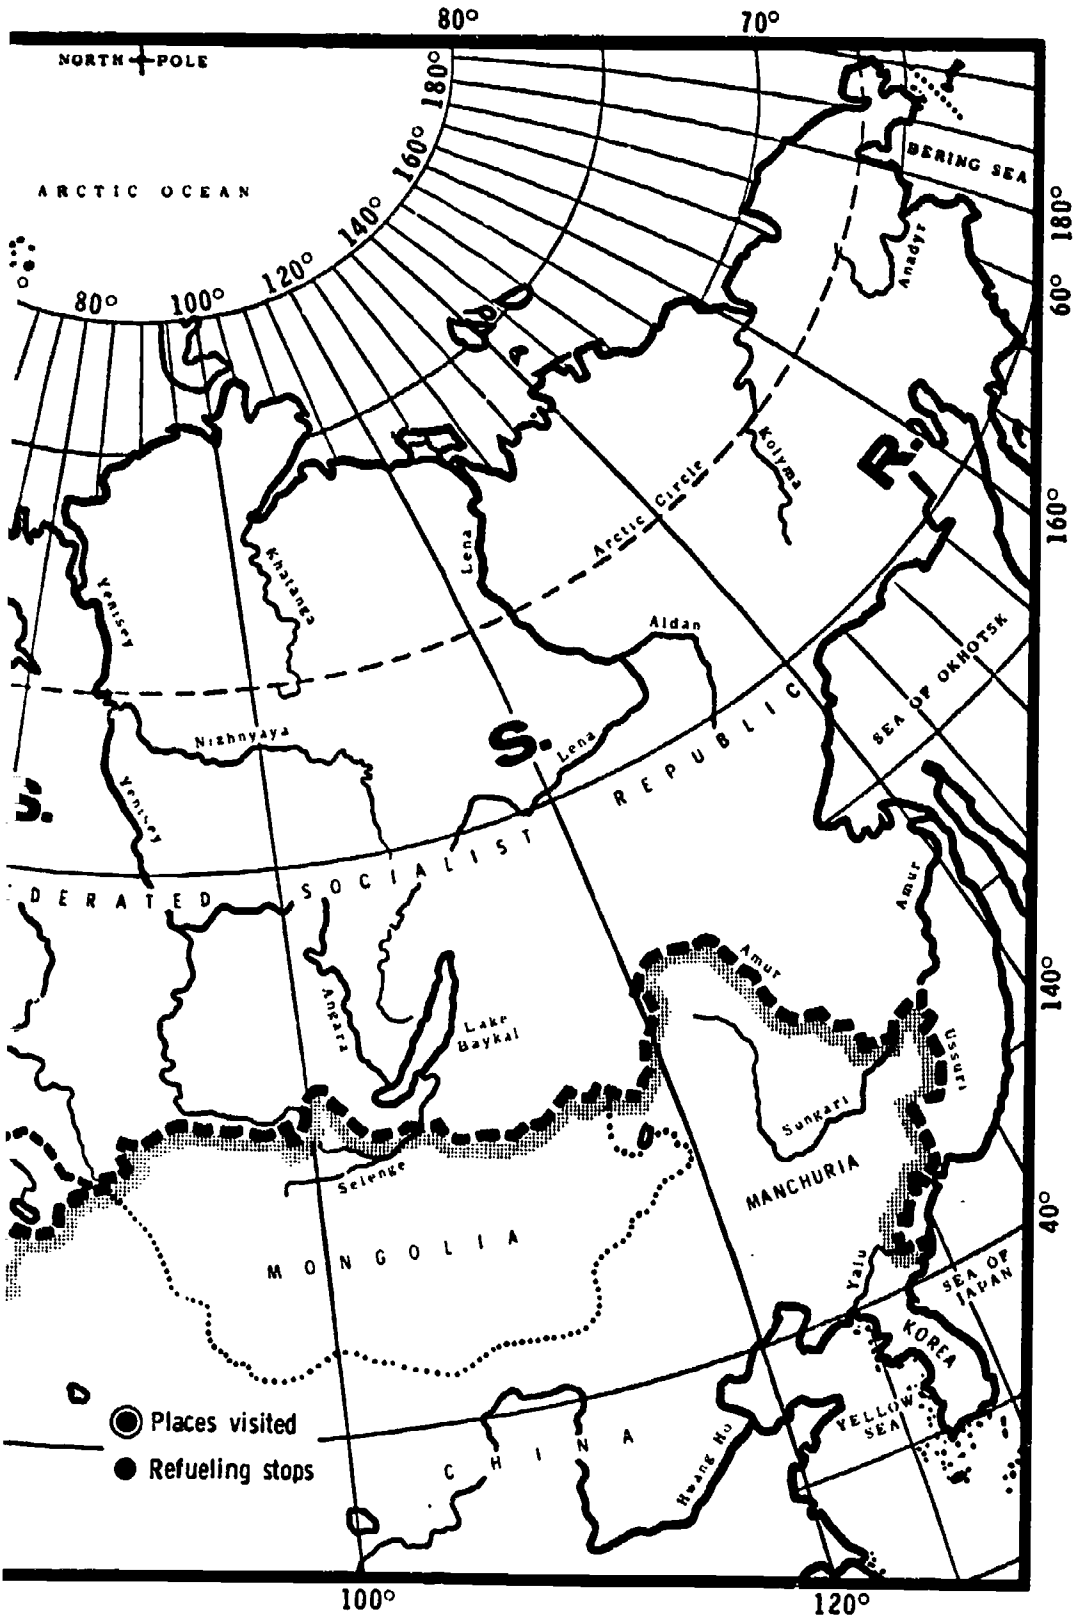 80°
70°
NORTH POLE
180°
160°
BERING SEA
ARCTIC OCEAN
140°
180°
Anadyr
120°
80°
100°
60°
R.
Kolyma
Arctic Circle
160°
Lena
Khatanga
Yenisey
Aldan
SEA OF OKHOTSK
Nizhnyaya
S.
Lena
REPUBLIC
Yenisey
S.
DERATED SOCIALIST
Amur
Amur
140°
Angara
Lake
Baykal
Ussuri
Sungari
Selenge
MANCHURIA
40°
MONGOLIA
Yalu
SEA OF
JAPAN
KOREA
Places visited
YELLOW
SEA
CHINA
Hwang Ho
Refueling stops
100°
120°